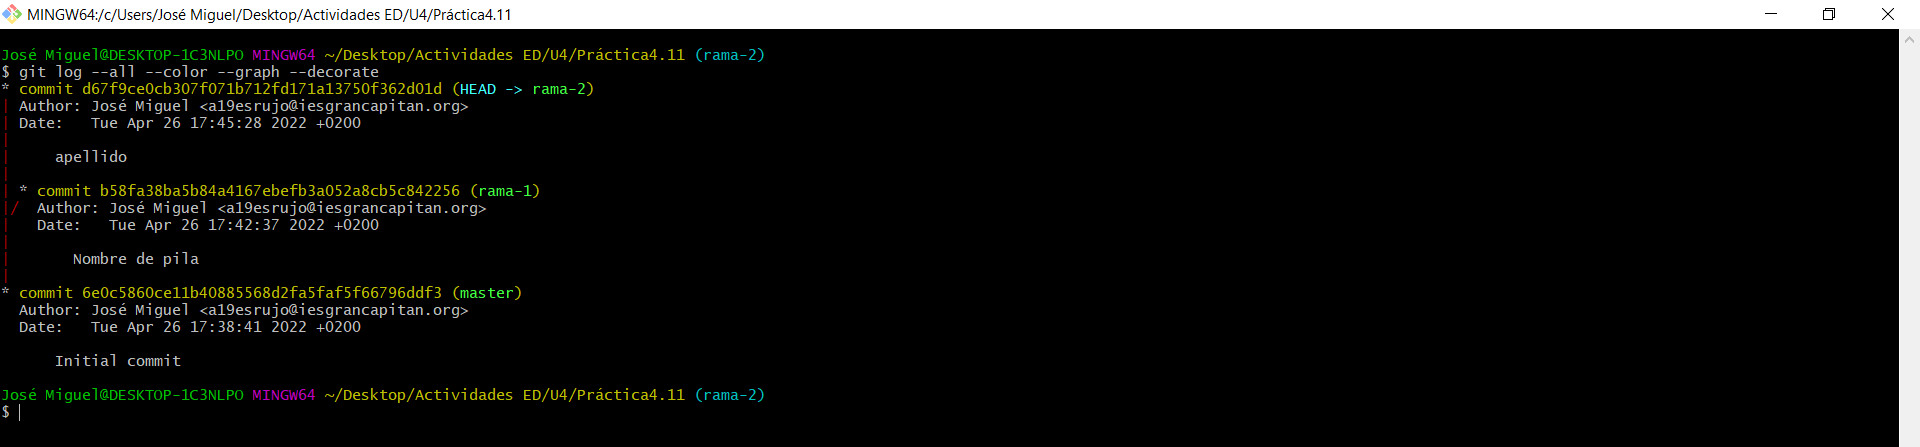 MINGW64:/c/Users/José Miguel/Desktop/Actividades ED/U4/Práctica4.11
José Miguel@DESKTOP-1C3NLPO MINGW64 ~/Desktop/Actividades ED/U4/Práctica4.11 (rama-2)
$ git log --all --color --graph --decorate
* commit d67f9ce0cb307f071b712fd171a13750f362d01d (HEAD -> rama-2)
| Author: José Miguel <a19esrujo@iesgrancapitan.org>
| Date:   Tue Apr 26 17:45:28 2022 +0200
|
|     apellido
|
| * commit b58fa38ba5b84a4167ebefb3a052a8cb5c842256 (rama-1)
|/  Author: José Miguel <a19esrujo@iesgrancapitan.org>
|   Date:   Tue Apr 26 17:42:37 2022 +0200
|
|       Nombre de pila
|
* commit 6e0c5860ce11b40885568d2fa5faf5f66796ddf3 (master)
  Author: José Miguel <a19esrujo@iesgrancapitan.org>
  Date:   Tue Apr 26 17:38:41 2022 +0200
      Initial commit
José Miguel@DESKTOP-1C3NLPO MINGW64 ~/Desktop/Actividades ED/U4/Práctica4.11 (rama-2)
$